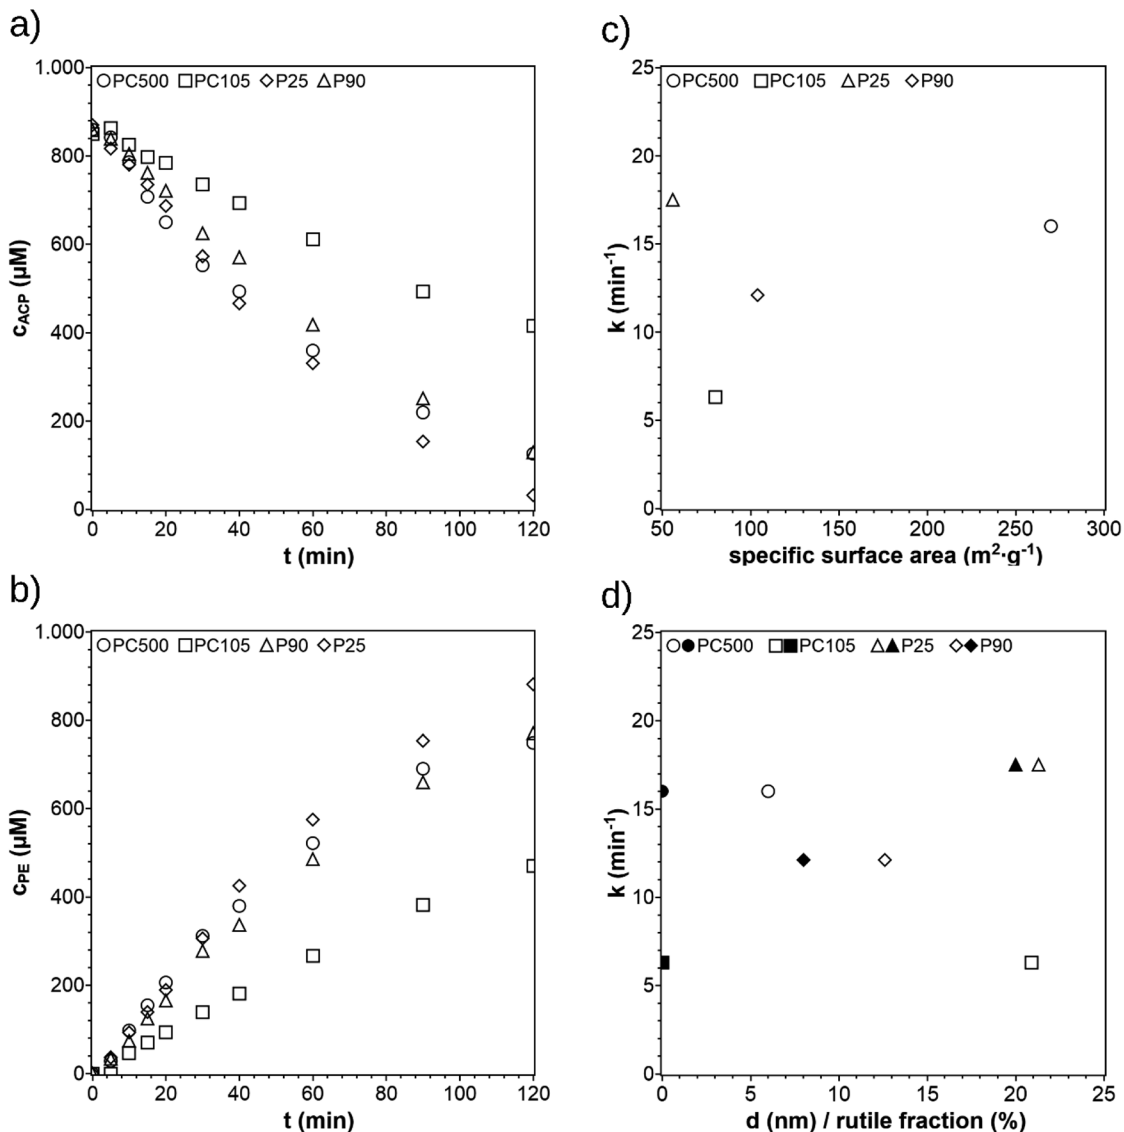 a)
1.000
PC500 PC105 P25 P90
800
600
400
200
0
0 20 40 60 80 100 120
cACP (µM)
t (min)
b)
1.000
PC500 PC105 P90 P25
800
600
400
200
0
0 20 40 60 80 100 120
cPE (µM)
t (min)
c)
25
PC500 PC105 P25 P90
20
15
10
5
0
50 100 150 200 250 300
k (min-1)
specific surface area (m2·g-1)
d)
25
PC500 PC105 P25 P90
20
15
10
5
0
0 5 10 15 20 25
k (min-1)
d (nm) / rutile fraction (%)